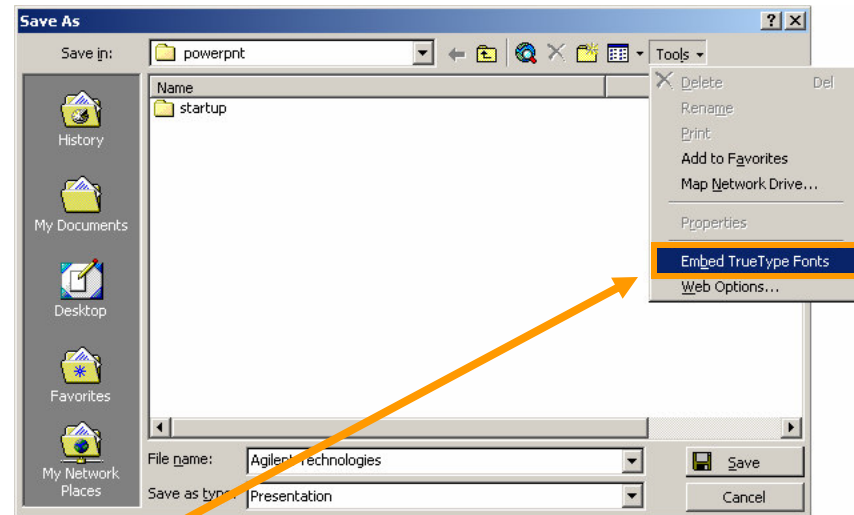 Save As
Save in: powerpnt Tools
Name
startup
History
My Documents
Desktop
Favorites
My Network
Places
Delete Del
Rename
Print
Add to Favorites
Map Network Drive...
Properties
Embed TrueType Fonts
Web Options...
File name: Agilent Technologies Save
Save as type: Presentation Cancel